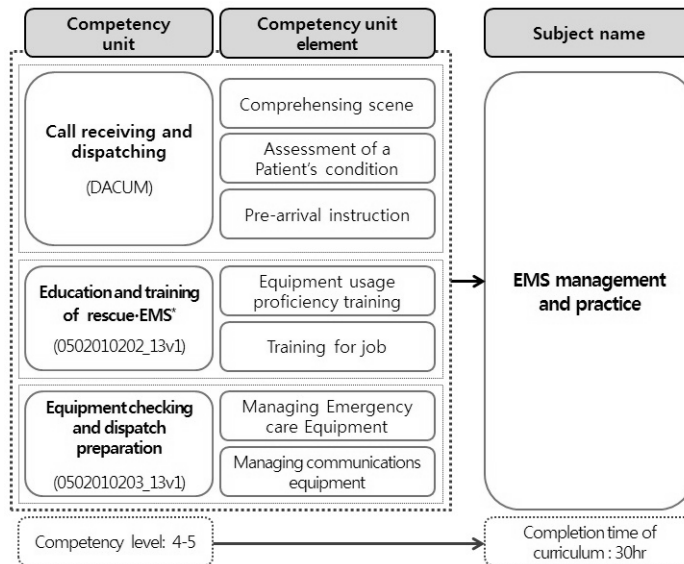 Competency
unit
Competency unit
element
Subject name
Call receiving and
dispatching
(DACUM)
Comprehensing scene
Assessment of a
Patient's condition
Pre-arrival instruction
Education and training
of rescue·EMS*
(0502010202_13v1)
Equipment usage
proficiency training
Training for job
Equipment checking
and dispatch
preparation
(0502010203_13v1)
Managing Emergency
care Equipment
Managing communications
equipment
EMS management
and practice
Competency level: 4-5
Completion time of
curriculum : 30hr